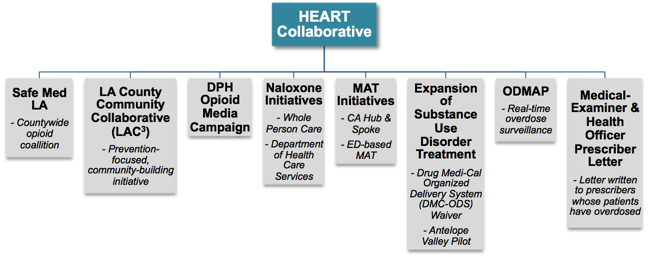 HEART
Collaborative
Safe Med
LA
- Countywide
opioid
coalition
LA County
Community
Collaborative
(LAC³)
- Prevention-
focused,
community-building
initiative
DPH
Opioid
Media
Campaign
Naloxone
Initiatives
- Whole
Person Care
- Department
of Health
Care
Services
MAT
Initiatives
- CA Hub &
Spoke
- ED-based
MAT
Expansion
of
Substance
Use
Disorder
Treatment
- Drug Medi-Cal
Organized
Delivery System
(DMC-ODS)
Waiver
- Antelope
Valley Pilot
ODMAP
- Real-time
overdose
surveillance
Medical-
Examiner &
Health
Officer
Prescriber
Letter
- Letter written
to prescribers
whose patients
have overdosed